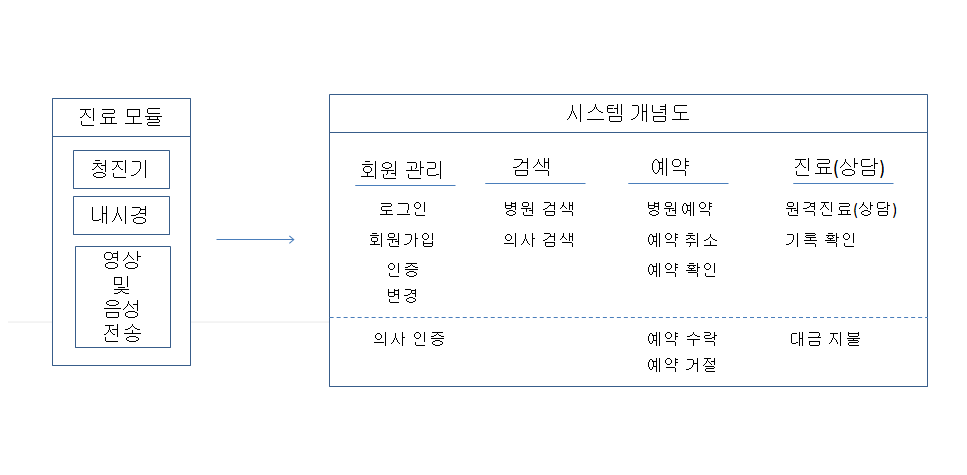 진료 모듈
청진기
내시경
영상
및
음성
전송
시스템 개념도
회원 관리
로그인
회원가입
인증
변경
의사 인증
검색
병원 검색
의사 검색
예약
병원예약
예약 취소
예약 확인
예약 수락
예약 거절
진료(상담)
원격진료(상담)
기록 확인
대금 지불